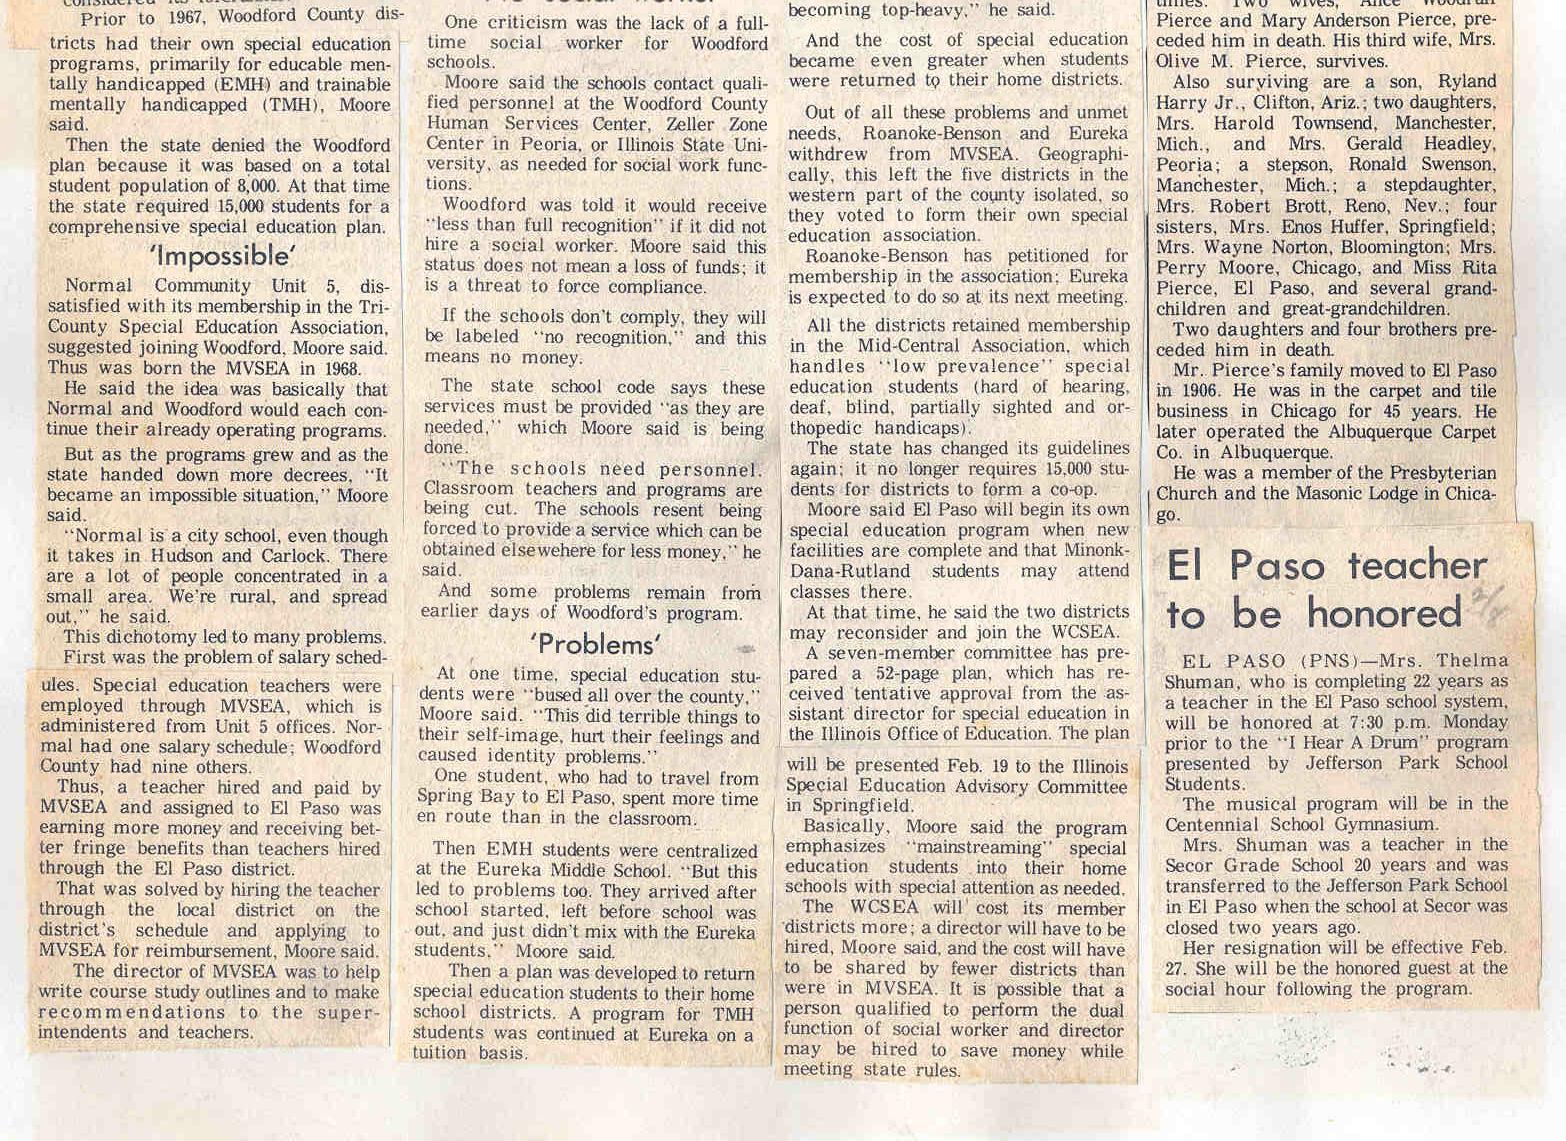 Prior to 1967, Woodford County dis-
tricts had their own special education
programs, primarily for educable men-
tally handicapped (EMH) and trainable
mentally handicapped (TMH), Moore
said.
Then the state denied the Woodford
plan because it was based on a total
student population of 8,000. At that time
the state required 15,000 students for a
comprehensive special education plan.
'Impossible'
Normal Community Unit 5, dis-
satisfied with its membership in the Tri-
County Special Education Association,
suggested joining Woodford, Moore said.
Thus was born the MVSEA in 1968.
He said the idea was basically that
Normal and Woodford would each con-
tinue their already operating programs.
But as the programs grew and as the
state handed down more decrees, "It
became an impossible situation," Moore
said.
"Normal is a city school, even though
it takes in Hudson and Carlock. There
are a lot of people concentrated in a
small area. We're rural, and spread
out," he said.
This dichotomy led to many problems.
First was the problem of salary sched-
ules. Special education teachers were
employed through MVSEA, which is
administered from Unit 5 offices. Nor-
mal had one salary schedule; Woodford
County had nine others.
Thus, a teacher hired and paid by
MVSEA and assigned to El Paso was
earning more money and receiving bet-
ter fringe benefits than teachers hired
through the El Paso district.
That was solved by hiring the teacher
through the local district on the
district's schedule and applying to
MVSEA for reimbursement, Moore said.
The director of MVSEA was to help
write course study outlines and to make
recommendations to the super-
intendents and teachers.
One criticism was the lack of a full-
time social worker for Woodford
schools.
Moore said the schools contact quali-
fied personnel at the Woodford County
Human Services Center, Zeller Zone
Center in Peoria, or Illinois State Uni-
versity, as needed for social work func-
tions.
Woodford was told it would receive
"less than full recognition" if it did not
hire a social worker. Moore said this
status does not mean a loss of funds; it
is a threat to force compliance.
If the schools don't comply, they will
be labeled "no recognition," and this
means no money.
The state school code says these
services must be provided "as they are
needed," which Moore said is being
done.
"The schools need personnel.
Classroom teachers and programs are
being cut. The schools resent being
forced to provide a service which can be
obtained elsewehere for less money," he
said.
And some problems remain from
earlier days of Woodford's program.
'Problems'
At one time, special education stu-
dents were "bused all over the county,"
Moore said. "This did terrible things to
their self-image, hurt their feelings and
caused identity problems."
One student, who had to travel from
Spring Bay to El Paso, spent more time
en route than in the classroom.
Then EMH students were centralized
at the Eureka Middle School. "But this
led to problems too. They arrived after
school started, left before school was
out, and just didn't mix with the Eureka
students," Moore said.
Then a plan was developed to return
special education students to their home
school districts. A program for TMH
students was continued at Eureka on a
tuition basis.
becoming top-heavy," he said.
And the cost of special education
became even greater when students
were returned to their home districts.
Out of all these problems and unmet
needs, Roanoke-Benson and Eureka
withdrew from MVSEA. Geographi-
cally, this left the five districts in the
western part of the county isolated, so
they voted to form their own special
education association.
Roanoke-Benson has petitioned for
membership in the association; Eureka
is expected to do so at its next meeting.
All the districts retained membership
in the Mid-Central Association, which
handles "low prevalence" special
education students (hard of hearing,
deaf, blind, partially sighted and or-
thopedic handicaps).
The state has changed its guidelines
again; it no longer requires 15,000 stu-
dents for districts to form a co-op.
Moore said El Paso will begin its own
special education program when new
facilities are complete and that Minonk-
Dana-Rutland students may attend
classes there.
At that time, he said the two districts
may reconsider and join the WCSEA.
A seven-member committee has pre-
pared a 52-page plan, which has re-
ceived tentative approval from the as-
sistant director for special education in
the Illinois Office of Education. The plan
will be presented Feb. 19 to the Illinois
Special Education Advisory Committee
in Springfield.
Basically, Moore said the program
emphasizes "mainstreaming" special
education students into their home
schools with special attention as needed.
The WCSEA will cost its member
districts more; a director will have to be
hired, Moore said, and the cost will have
to be shared by fewer districts than
were in MVSEA. It is possible that a
person qualified to perform the dual
function of social worker and director
may be hired to save money while
meeting state rules.
Pierce and Mary Anderson Pierce, pre-
ceded him in death. His third wife, Mrs.
Olive M. Pierce, survives.
Also surviving are a son, Ryland
Harry Jr., Clifton, Ariz.; two daughters,
Mrs. Harold Townsend, Manchester,
Mich., and Mrs. Gerald Headley,
Peoria; a stepson, Ronald Swenson,
Manchester, Mich.; a stepdaughter,
Mrs. Robert Brott, Reno, Nev.; four
sisters, Mrs. Enos Huffer, Springfield;
Mrs. Wayne Norton, Bloomington; Mrs.
Perry Moore, Chicago, and Miss Rita
Pierce, El Paso, and several grand-
children and great-grandchildren.
Two daughters and four brothers pre-
ceded him in death.
Mr. Pierce's family moved to El Paso
in 1906. He was in the carpet and tile
business in Chicago for 45 years. He
later operated the Albuquerque Carpet
Co. in Albuquerque.
He was a member of the Presbyterian
Church and the Masonic Lodge in Chica-
go.
El Paso teacher
to be honored
EL PASO (PNS)—Mrs. Thelma
Shuman, who is completing 22 years as
a teacher in the El Paso school system,
will be honored at 7:30 p.m. Monday
prior to the "I Hear A Drum" program
presented by Jefferson Park School
Students.
The musical program will be in the
Centennial School Gymnasium.
Mrs. Shuman was a teacher in the
Secor Grade School 20 years and was
transferred to the Jefferson Park School
in El Paso when the school at Secor was
closed two years ago.
Her resignation will be effective Feb.
27. She will be the honored guest at the
social hour following the program.